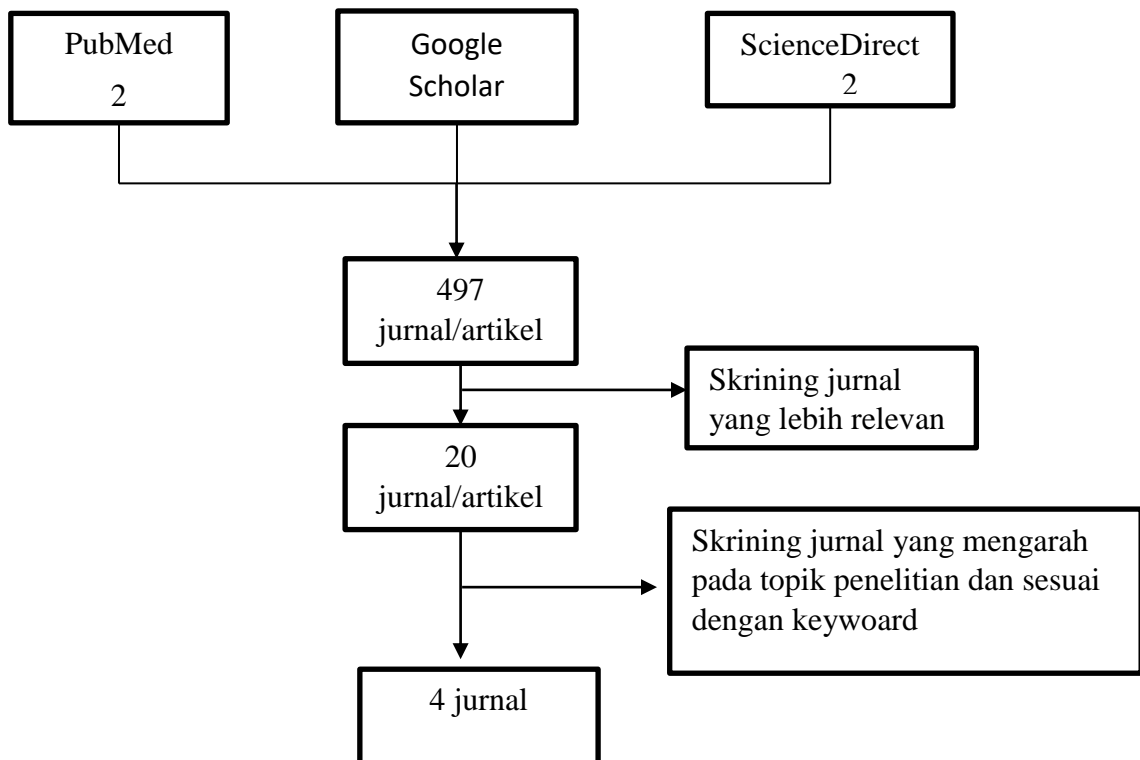 PubMed
2
Google
Scholar
ScienceDirect
2
497
jurnal/artikel
Skrining jurnal
yang lebih relevan
20
jurnal/artikel
Skrining jurnal yang mengarah
pada topik penelitian dan sesuai
dengan keywoard
4 jurnal